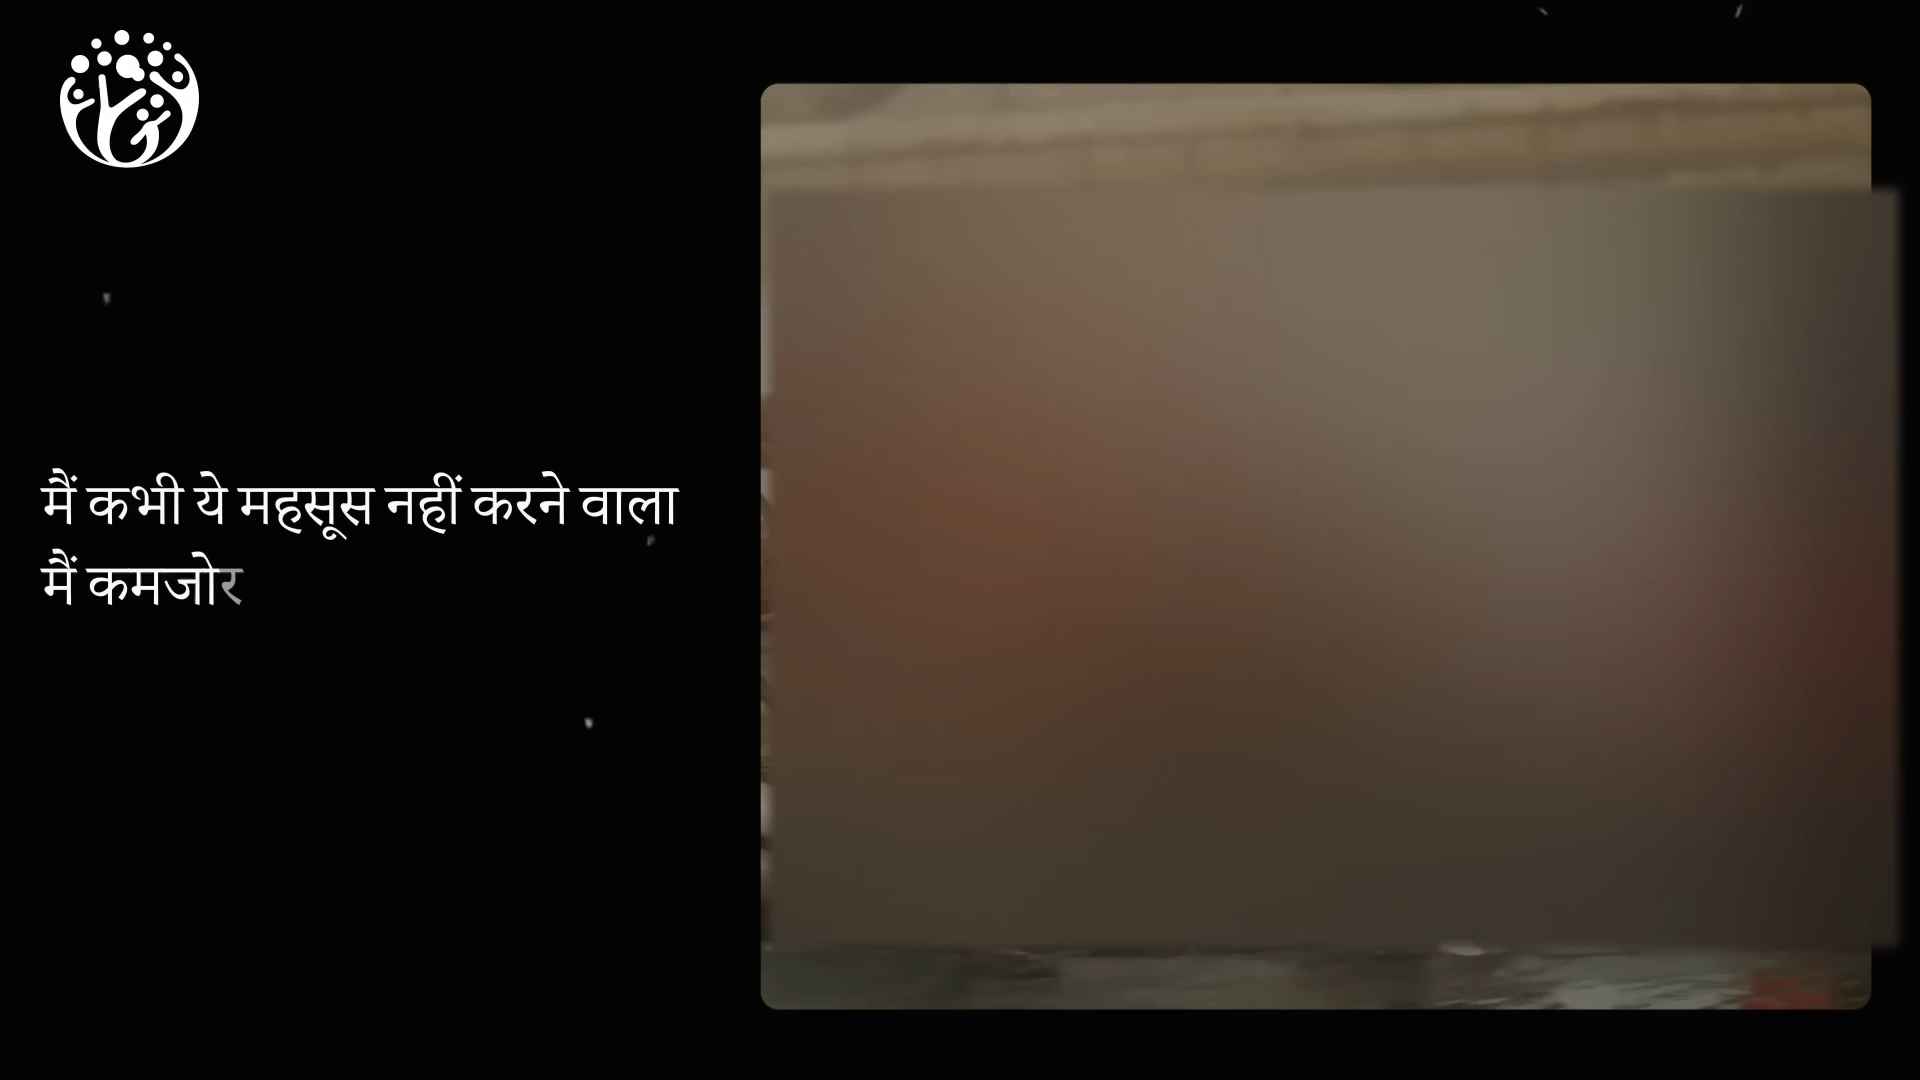 मैं कभी ये महसूस नहीं करने वाला
मैं कमजोर